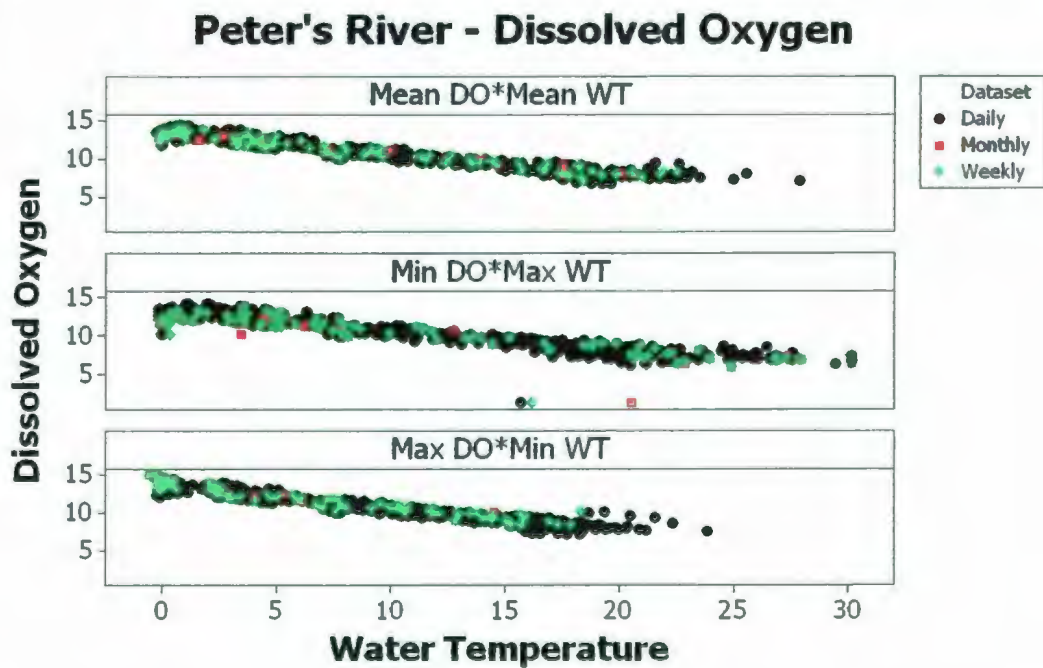 Peter's River - Dissolved Oxygen
Mean DO*Mean WT
15
10
5
Min DO*Max WT
15
10
5
Max DO*Min WT
15
10
5
0 5 10 15 20 25 30
Dissolved Oxygen
Water Temperature
Dataset
Daily
Monthly
Weekly